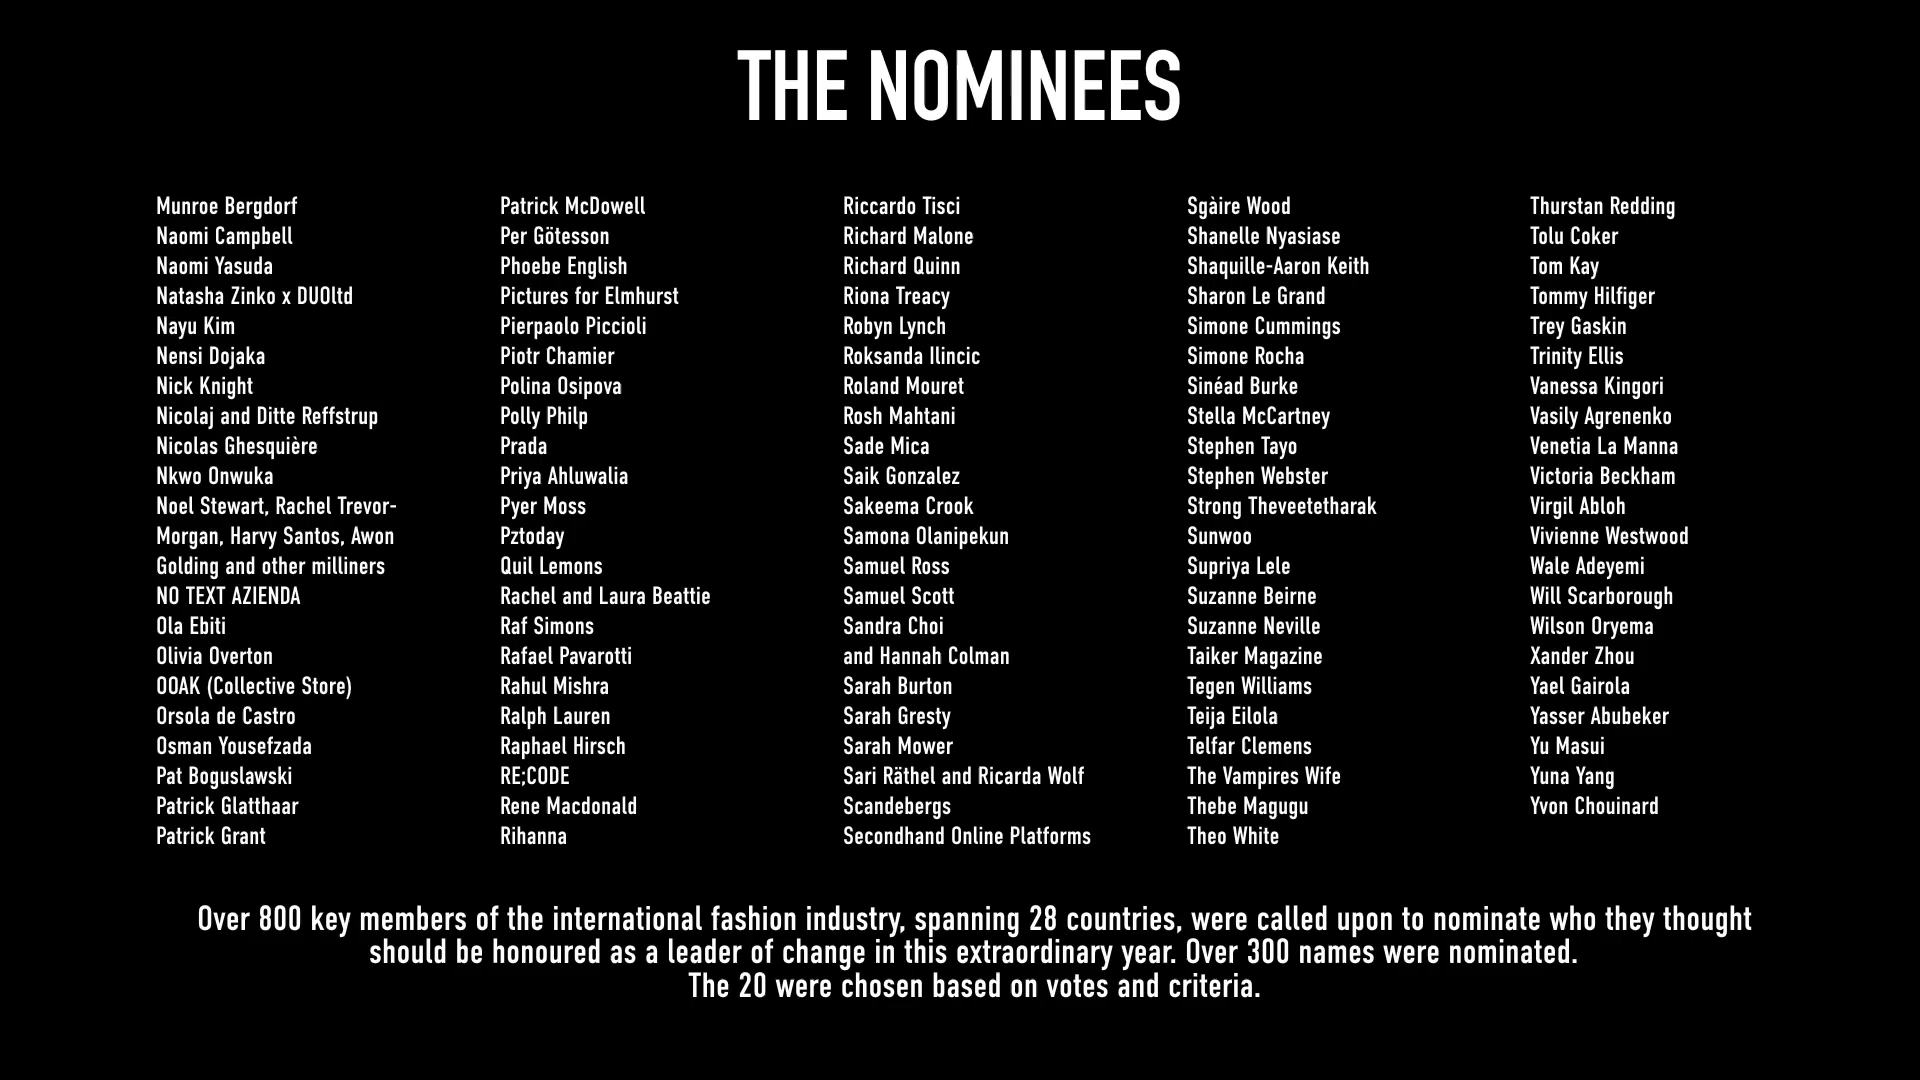 THE NOMINEES
Munroe Bergdorf
Naomi Campbell
Naomi Yasuda
Natasha Zinko x DUOltd
Nayu Kim
Nensi Dojaka
Nick Knight
Nicolaj and Ditte Reffstrup
Nicolas Ghesquière
Nkwo Onwuka
Noel Stewart, Rachel Trevor-
Morgan, Harvy Santos, Awon
Golding and other milliners
NO TEXT AZIENDA
Ola Ebiti
Olivia Overton
OOAK (Collective Store)
Orsola de Castro
Osman Yousefzada
Pat Boguslawski
Patrick Glatthaar
Patrick Grant
Patrick McDowell
Per Götesson
Phoebe English
Pictures for Elmhurst
Pierpaolo Piccioli
Piotr Chamier
Polina Osipova
Polly Philp
Prada
Priya Ahluwalia
Pyer Moss
Pztoday
Quil Lemons
Rachel and Laura Beattie
Raf Simons
Rafael Pavarotti
Rahul Mishra
Ralph Lauren
Raphael Hirsch
RE;CODE
Rene Macdonald
Rihanna
Riccardo Tisci
Richard Malone
Richard Quinn
Riona Treacy
Robyn Lynch
Roksanda Ilincic
Roland Mouret
Rosh Mahtani
Sade Mica
Saik Gonzalez
Sakeema Crook
Samona Olanipekun
Samuel Ross
Samuel Scott
Sandra Choi
and Hannah Colman
Sarah Burton
Sarah Gresty
Sarah Mower
Sari Räthel and Ricarda Wolf
Scandebergs
Secondhand Online Platforms
Sgàire Wood
Shanelle Nyasiase
Shaquille-Aaron Keith
Sharon Le Grand
Simone Cummings
Simone Rocha
Sinéad Burke
Stella McCartney
Stephen Tayo
Stephen Webster
Strong Theveetetharak
Sunwoo
Supriya Lele
Suzanne Beirne
Suzanne Neville
Taiker Magazine
Tegen Williams
Teija Eilola
Telfar Clemens
The Vampires Wife
Thebe Magugu
Theo White
Thurstan Redding
Tolu Coker
Tom Kay
Tommy Hilfiger
Trey Gaskin
Trinity Ellis
Vanessa Kingori
Vasily Agrenenko
Venetia La Manna
Victoria Beckham
Virgil Abloh
Vivienne Westwood
Wale Adeyemi
Will Scarborough
Wilson Oryema
Xander Zhou
Yael Gairola
Yasser Abubeker
Yu Masui
Yuna Yang
Yvon Chouinard
Over 800 key members of the international fashion industry, spanning 28 countries, were called upon to nominate who they thought
should be honoured as a leader of change in this extraordinary year. Over 300 names were nominated.
The 20 were chosen based on votes and criteria.